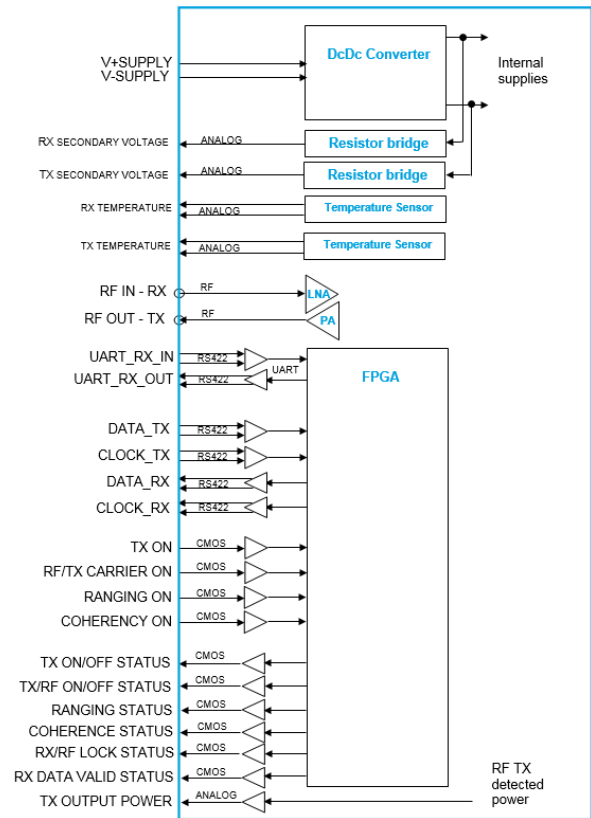 DcDc Converter
V+SUPPLY
V-SUPPLY
Internal
supplies
RX SECONDARY VOLTAGE ANALOG Resistor bridge
TX SECONDARY VOLTAGE ANALOG Resistor bridge
RX TEMPERATURE ANALOG Temperature Sensor
TX TEMPERATURE ANALOG Temperature Sensor
RF IN - RX RF LNA
RF OUT - TX RF PA
UART_RX_IN RS422
UART_RX_OUT RS422 UART
FPGA
DATA_TX RS422
CLOCK_TX RS422
DATA_RX RS422
CLOCK_RX RS422
TX ON CMOS
RF/TX CARRIER ON CMOS
RANGING ON CMOS
COHERENCY ON CMOS
TX ON/OFF STATUS CMOS
TX/RF ON/OFF STATUS CMOS
RANGING STATUS CMOS
COHERENCE STATUS CMOS
RX/RF LOCK STATUS CMOS
RX DATA VALID STATUS CMOS
TX OUTPUT POWER ANALOG
RF TX
detected
power